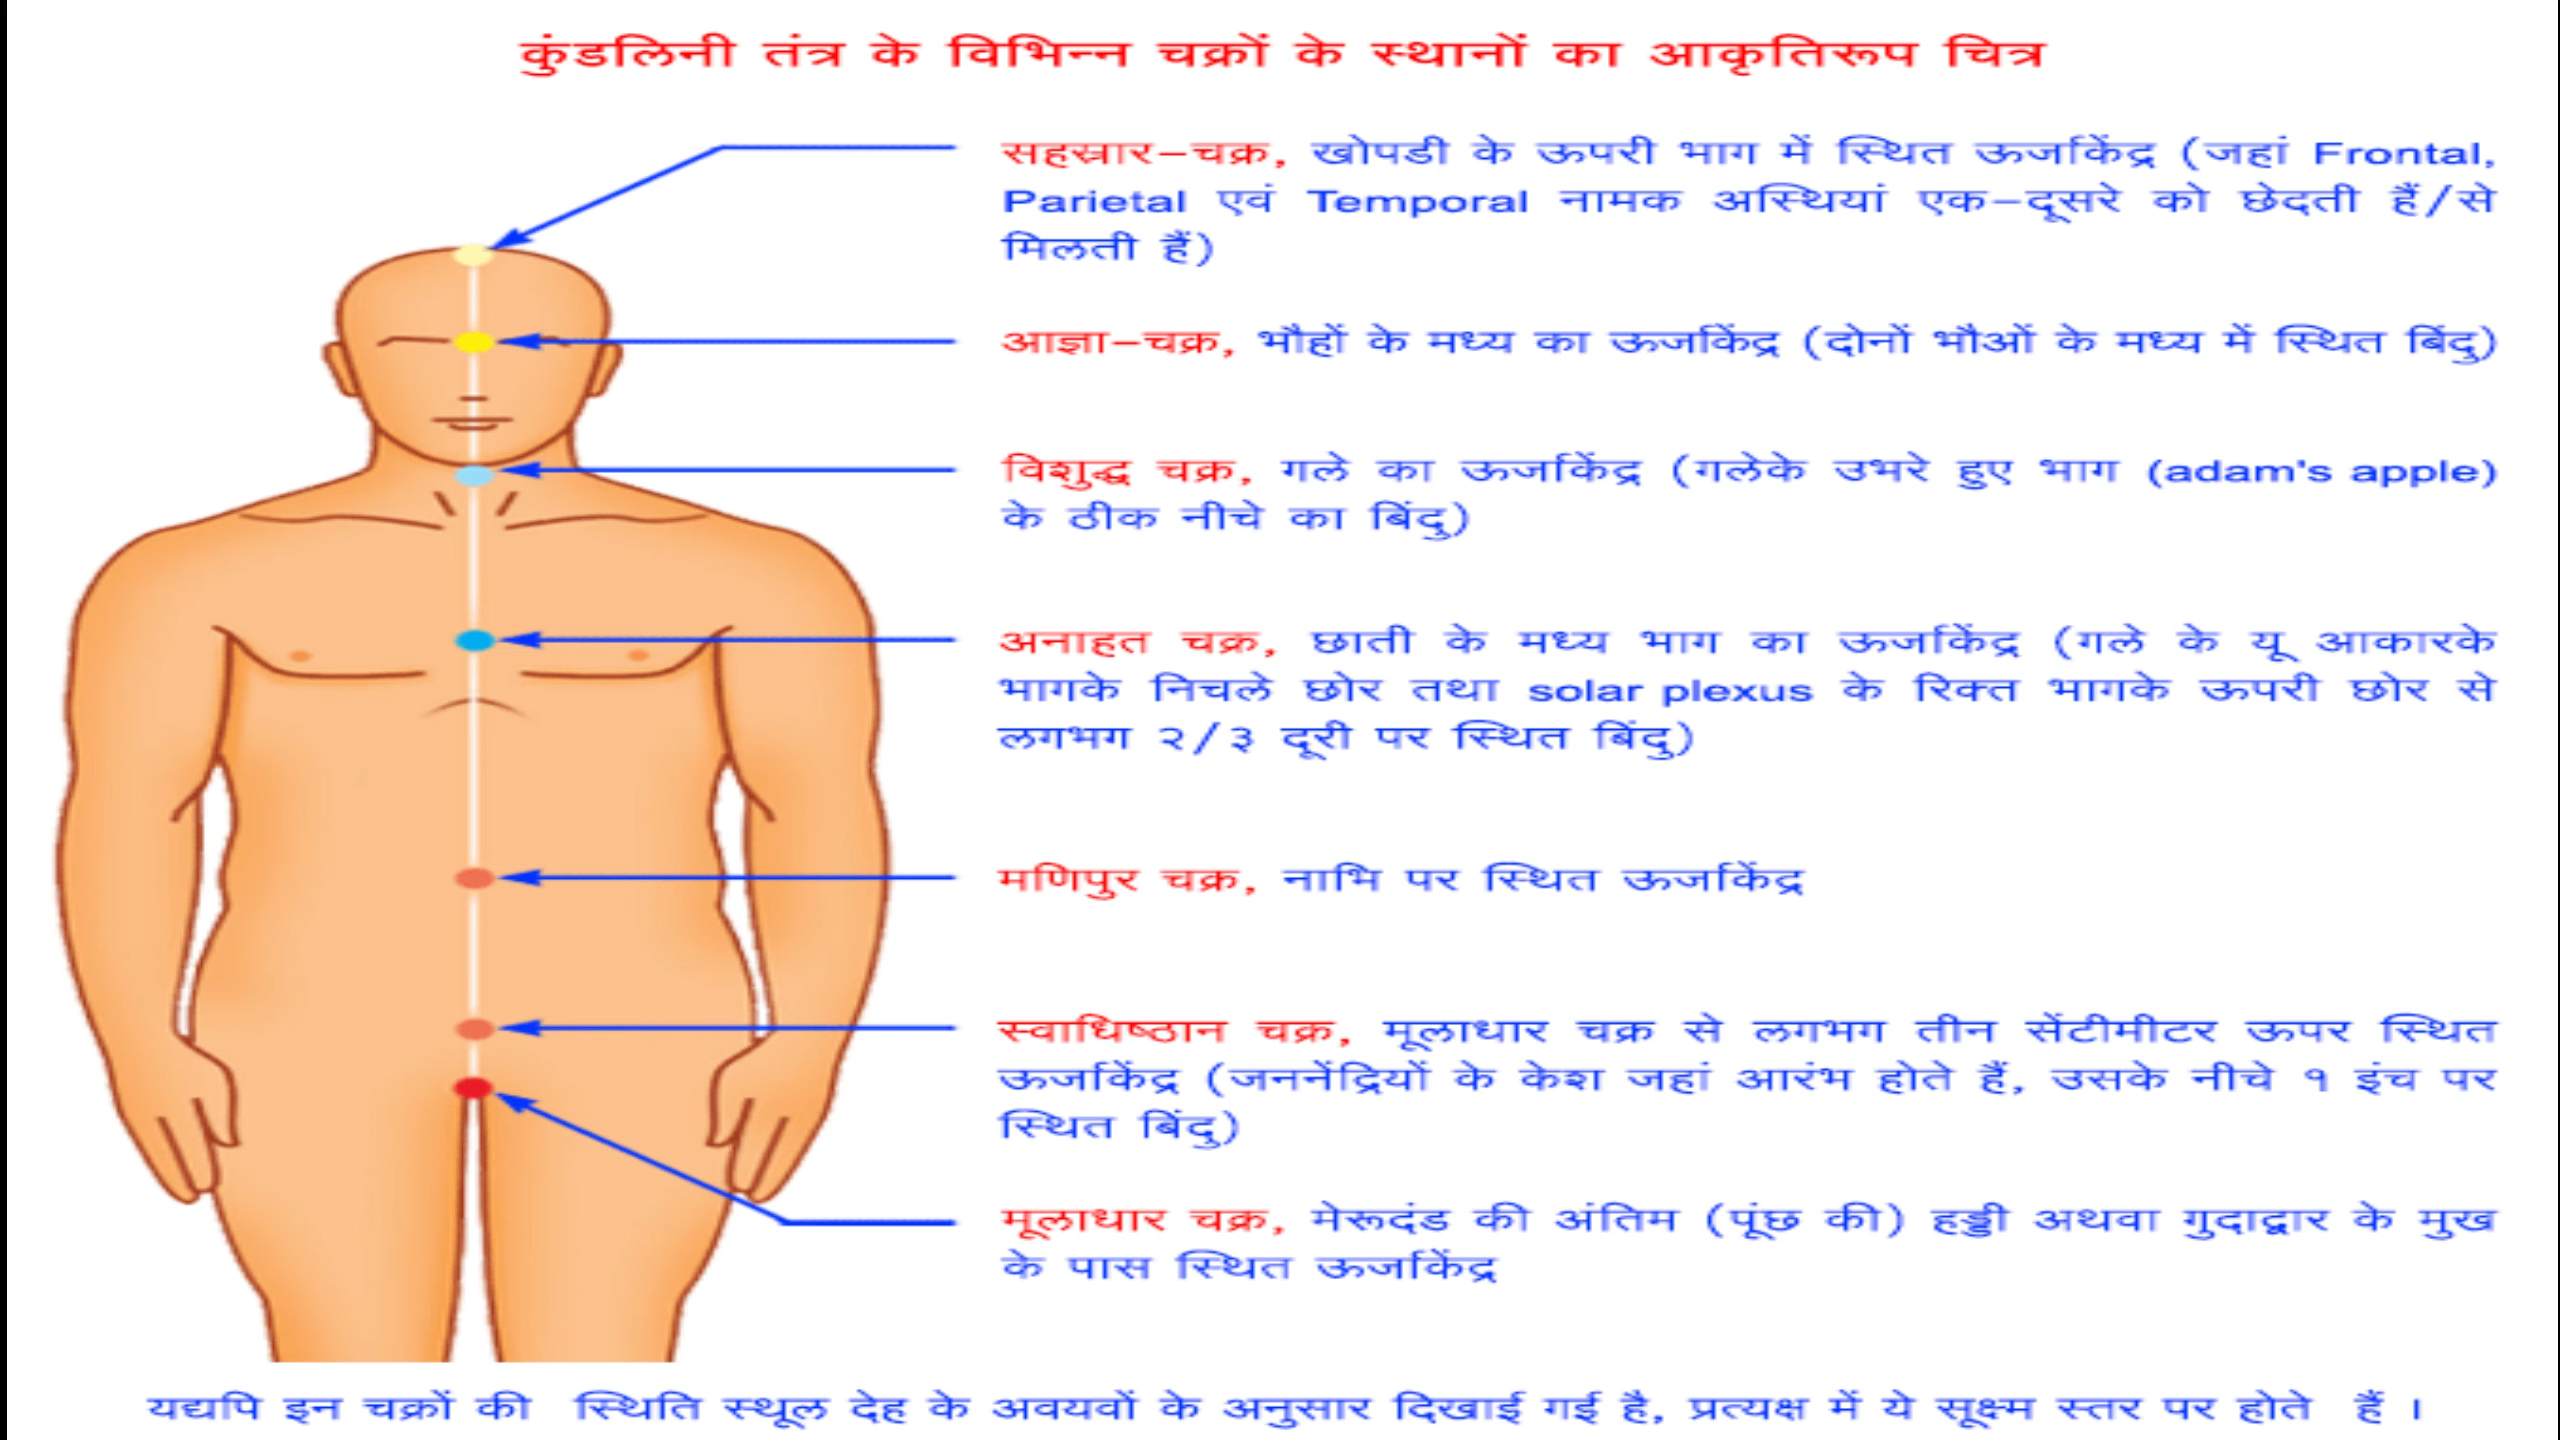 कुंडलिनी तंत्र के विभिन्न चक्रों के स्थानों का आकृतिरूप चित्र
सहस्रार-चक्र, खोपडी के ऊपरी भाग में स्थित ऊर्जाकेंद्र (जहां Frontal,
Parietal एवं Temporal नामक अस्थियां एक-दूसरे को छेदती हैं/से
मिलती हैं)
आज्ञा-चक्र, भौहों के मध्य का ऊर्जाकेंद्र (दोनों भौओं के मध्य में स्थित बिंदु)
विशुद्ध चक्र, गले का ऊर्जाकेंद्र (गलेके उभरे हुए भाग (adam's apple)
के ठीक नीचे का बिंदु)
अनाहत चक्र, छाती के मध्य भाग का ऊर्जाकेंद्र (गले के यू आकारके
भागके निचले छोर तथा solar plexus के रिक्त भागके ऊपरी छोर से
लगभग २/३ दूरी पर स्थित बिंदु)
मणिपुर चक्र, नाभि पर स्थित ऊर्जाकेंद्र
स्वाधिष्ठान चक्र, मूलाधार चक्र से लगभग तीन सेंटीमीटर ऊपर स्थित
ऊर्जाकेंद्र (जननेंद्रियों के केश जहां आरंभ होते हैं, उसके नीचे १ इंच पर
स्थित बिंदु)
मूलाधार चक्र, मेरूदंड की अंतिम (पूंछ की) हड्डी अथवा गुदाद्वार के मुख
के पास स्थित ऊर्जाकेंद्र
यद्यपि इन चक्रों की स्थिति स्थूल देह के अवयवों के अनुसार दिखाई गई है, प्रत्यक्ष में ये सूक्ष्म स्तर पर होते हैं ।